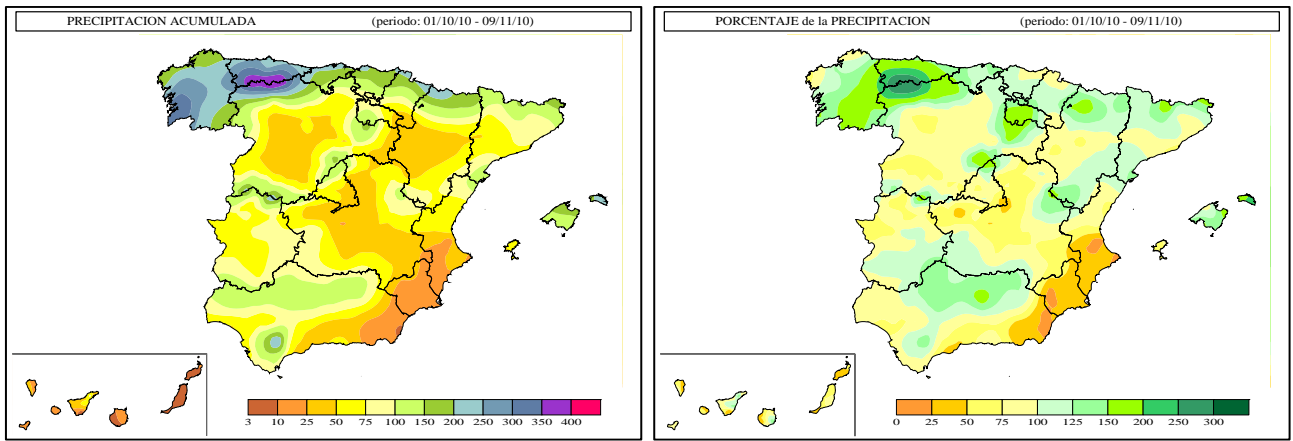 PRECIPITACION ACUMULADA (periodo: 01/10/10 - 09/11/10)
3 10 25 50 75 100 150 200 250 300 350 400
PORCENTAJE de la PRECIPITACION (periodo: 01/10/10 - 09/11/10)
0 25 50 75 100 125 150 200 250 300